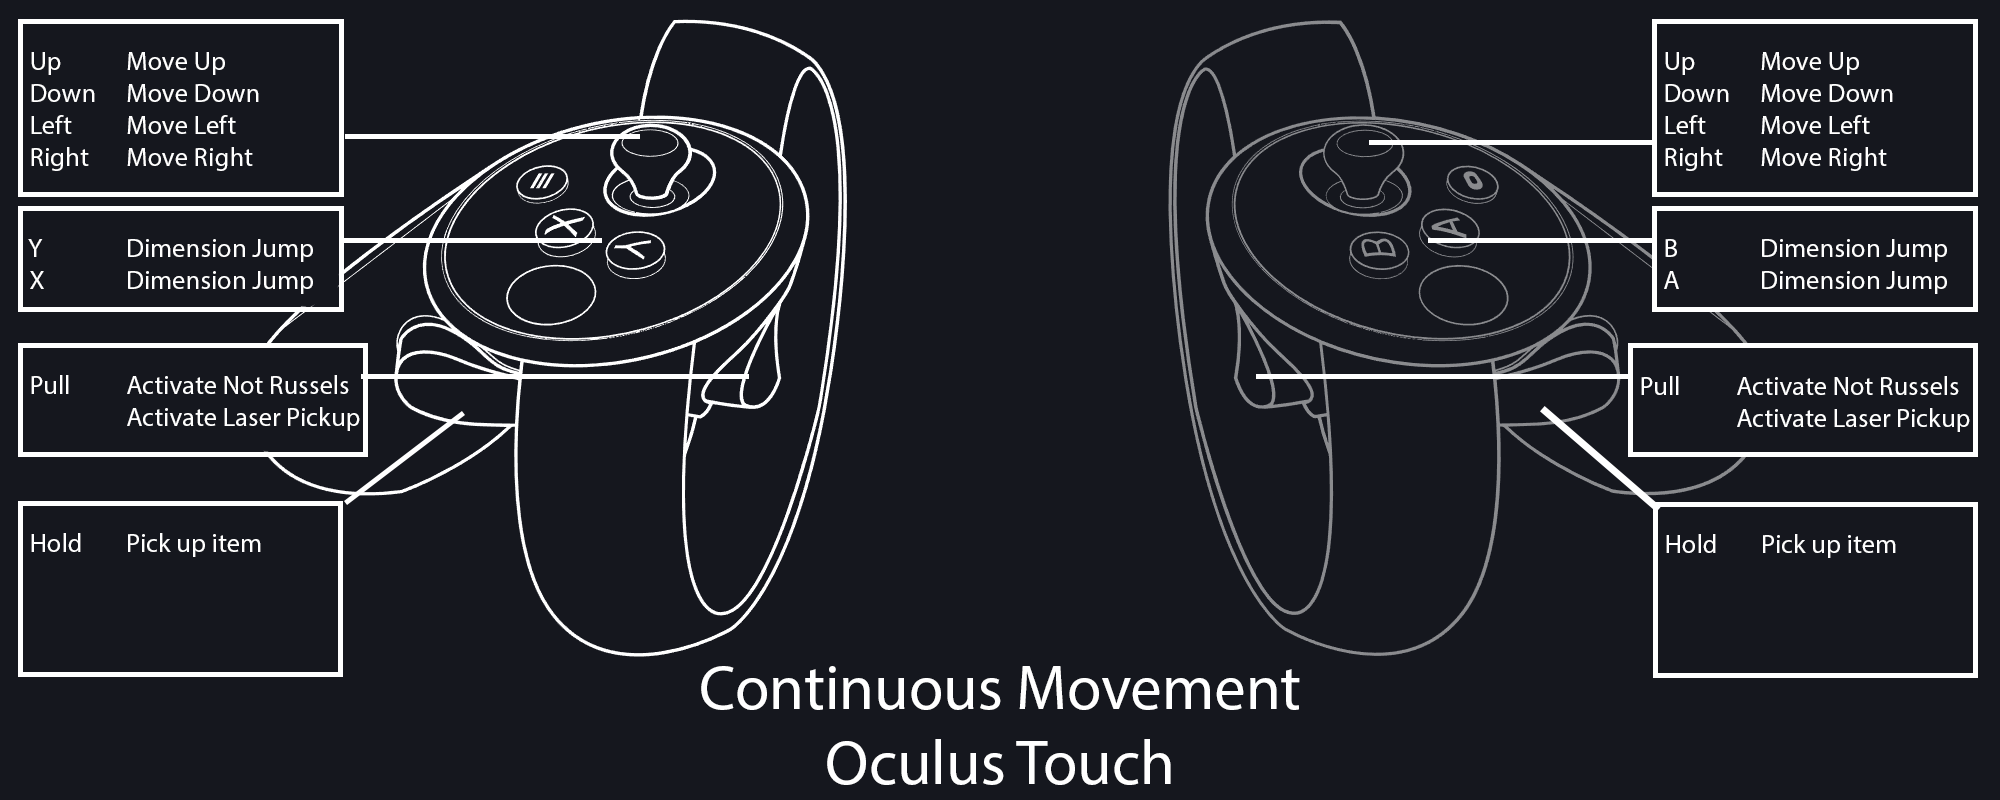 Up Move Up
Down Move Down
Left Move Left
Right Move Right
Y Dimension Jump
X Dimension Jump
Pull Activate Not Russels
Activate Laser Pickup
Hold Pick up item
X
Y
Up Move Up
Down Move Down
Left Move Left
Right Move Right
B Dimension Jump
A Dimension Jump
Pull Activate Not Russels
Activate Laser Pickup
Hold Pick up item
A
B
Continuous Movement
Oculus Touch